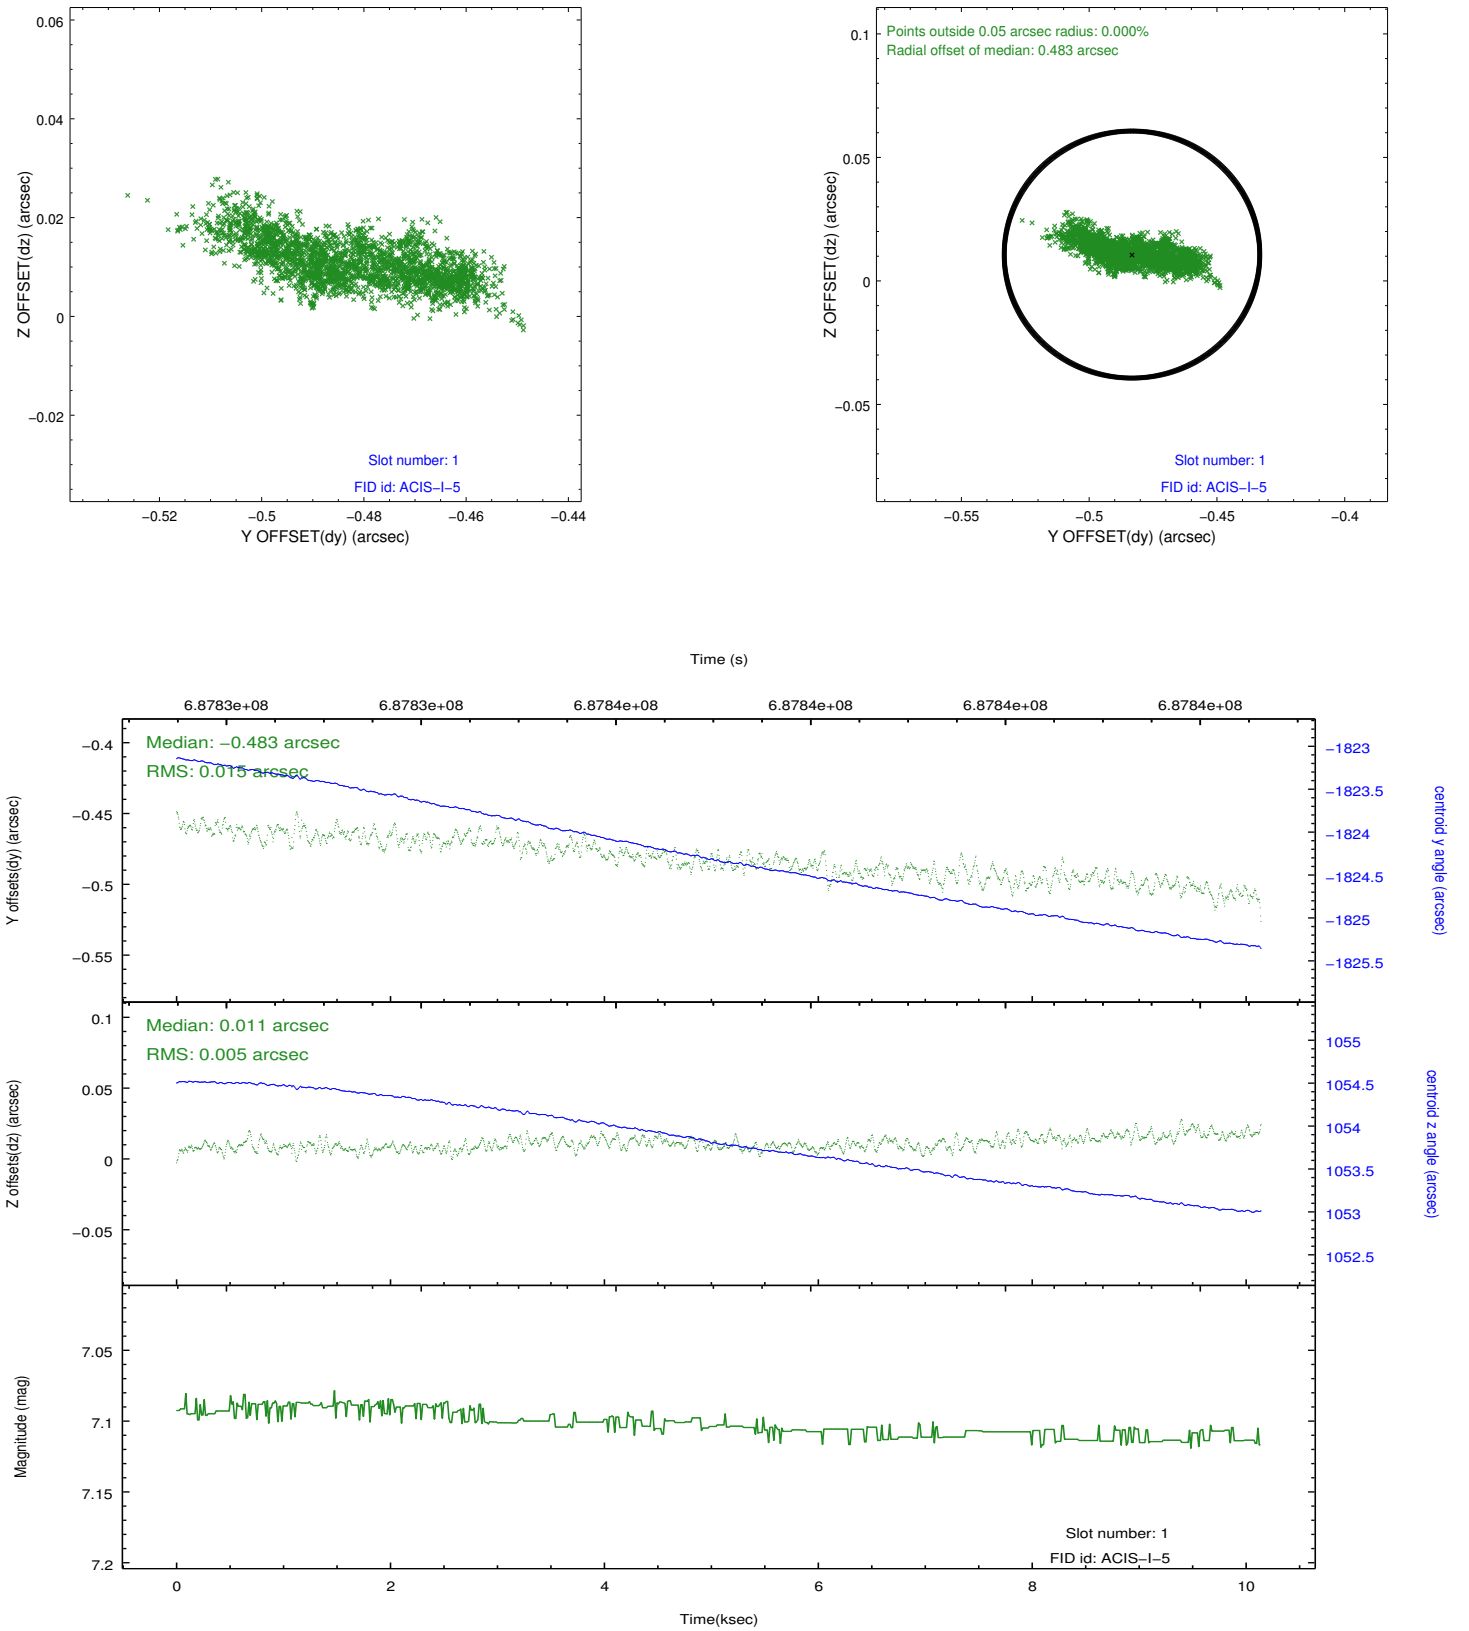 0.06
0.04
0.02
0
−0.02
Z OFFSET(dz) (arcsec)
Slot number: 1
FID id: ACIS−I−5
−0.52 −0.5 −0.48 −0.46 −0.44
Y OFFSET(dy) (arcsec)
Points outside 0.05 arcsec radius: 0.000%
Radial offset of median: 0.483 arcsec
0.1
0.05
0
−0.05
Z OFFSET(dz) (arcsec)
Slot number: 1
FID id: ACIS−I−5
−0.55 −0.5 −0.45 −0.4
Y OFFSET(dy) (arcsec)
Time (s)
6.8783e+08 6.8783e+08 6.8784e+08 6.8784e+08 6.8784e+08 6.8784e+08
Median: −0.483 arcsec
RMS: 0.015 arcsec
−0.4
−0.45
−0.5
−0.55
Y offsets(dy) (arcsec)
−1823
−1823.5
−1824
−1824.5
−1825
−1825.5
centroid y angle (arcsec)
Median: 0.011 arcsec
RMS: 0.005 arcsec
0.1
0.05
0
−0.05
Z offsets(dz) (arcsec)
1055
1054.5
1054
1053.5
1053
1052.5
centroid z angle (arcsec)
7.05
7.1
7.15
7.2
Magnitude (mag)
Slot number: 1
FID id: ACIS−I−5
0 2 4 6 8 10
Time(ksec)